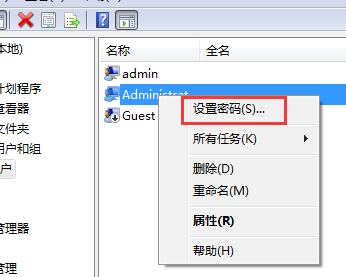 本地)
名称 全名
计划程序
admin
查看器
Administrat
文件夹
Guest
设置密码(S)...
用户和组
所有任务(K)
户
删除(D)
重命名(M)
属性(R)
管理器
帮助(H)
管理